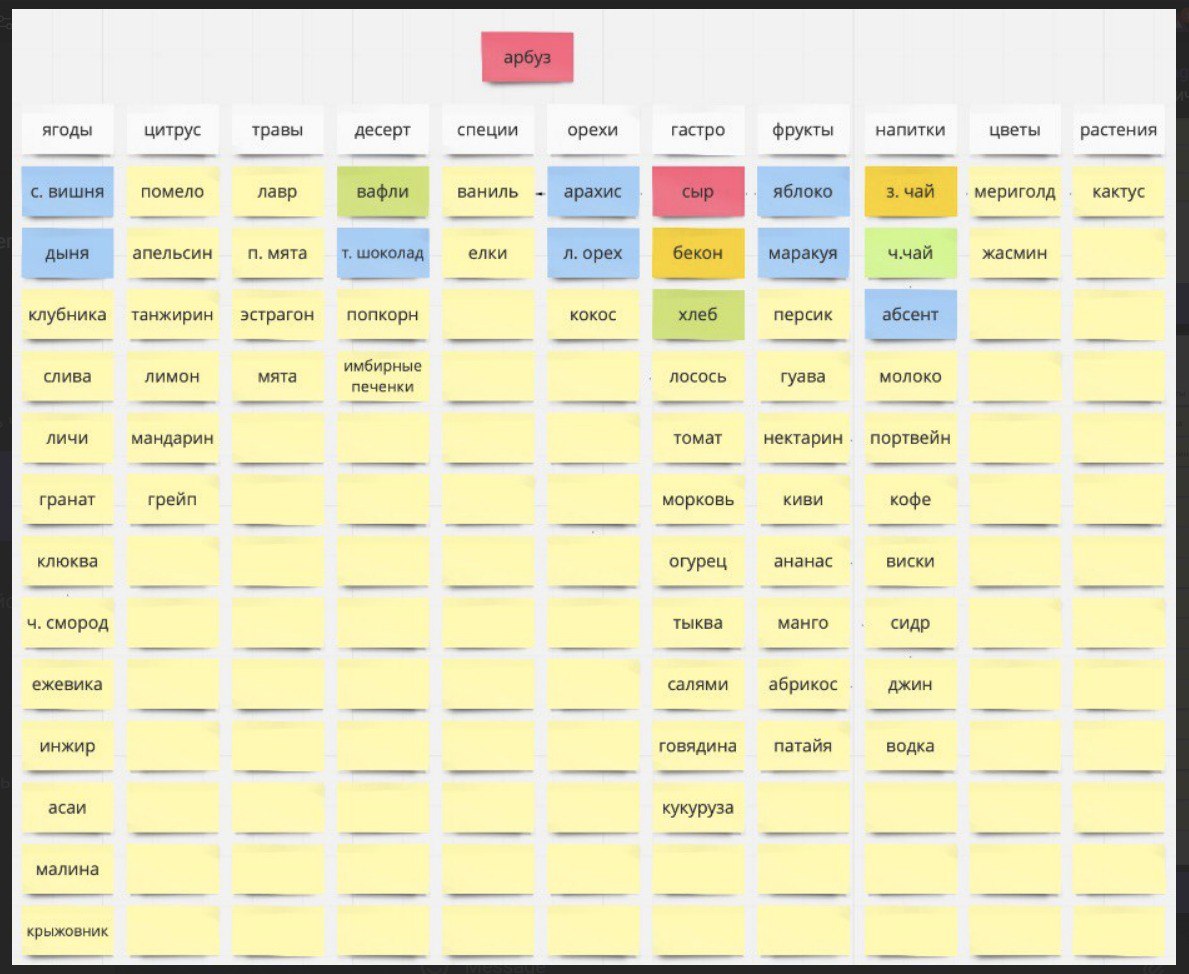 арбуз
ягоды цитрус травы десерт специи орехи гастро фрукты напитки цветы растения
с. вишня помело лавр вафли ваниль арахис сыр яблоко з. чай мериголд кактус
дыня апельсин п. мята т. шоколад елки л. орех бекон маракуя ч.чай жасмин
клубника танжирин эстрагон попкорн кокос хлеб персик абсент
слива лимон мята имбирные печенки лосось гуава молоко
личи мандарин томат нектарин портвейн
гранат грейп морковь киви кофе
клюква огурец ананас виски
ч. смород тыква манго сидр
ежевика салями абрикос джин
инжир говядина патайя водка
асаи кукуруза
малина
крыжовник